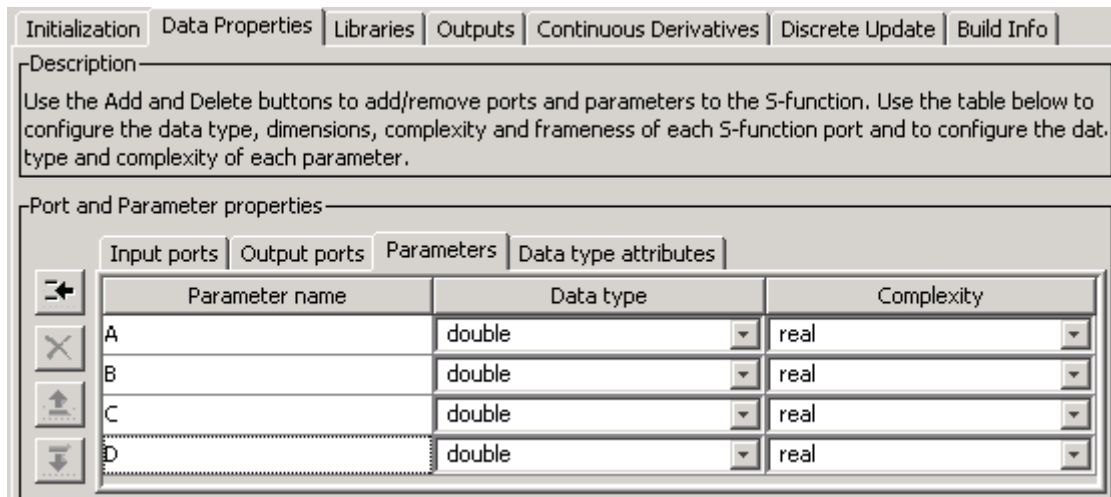 Initialization Data Properties Libraries Outputs Continuous Derivatives Discrete Update Build Info
Description
Use the Add and Delete buttons to add/remove ports and parameters to the S-function. Use the table below to
configure the data type, dimensions, complexity and frameness of each S-function port and to configure the dat
type and complexity of each parameter.
Port and Parameter properties
Input ports Output ports Parameters Data type attributes
Parameter name Data type Complexity
A double real
B double real
C double real
D double real